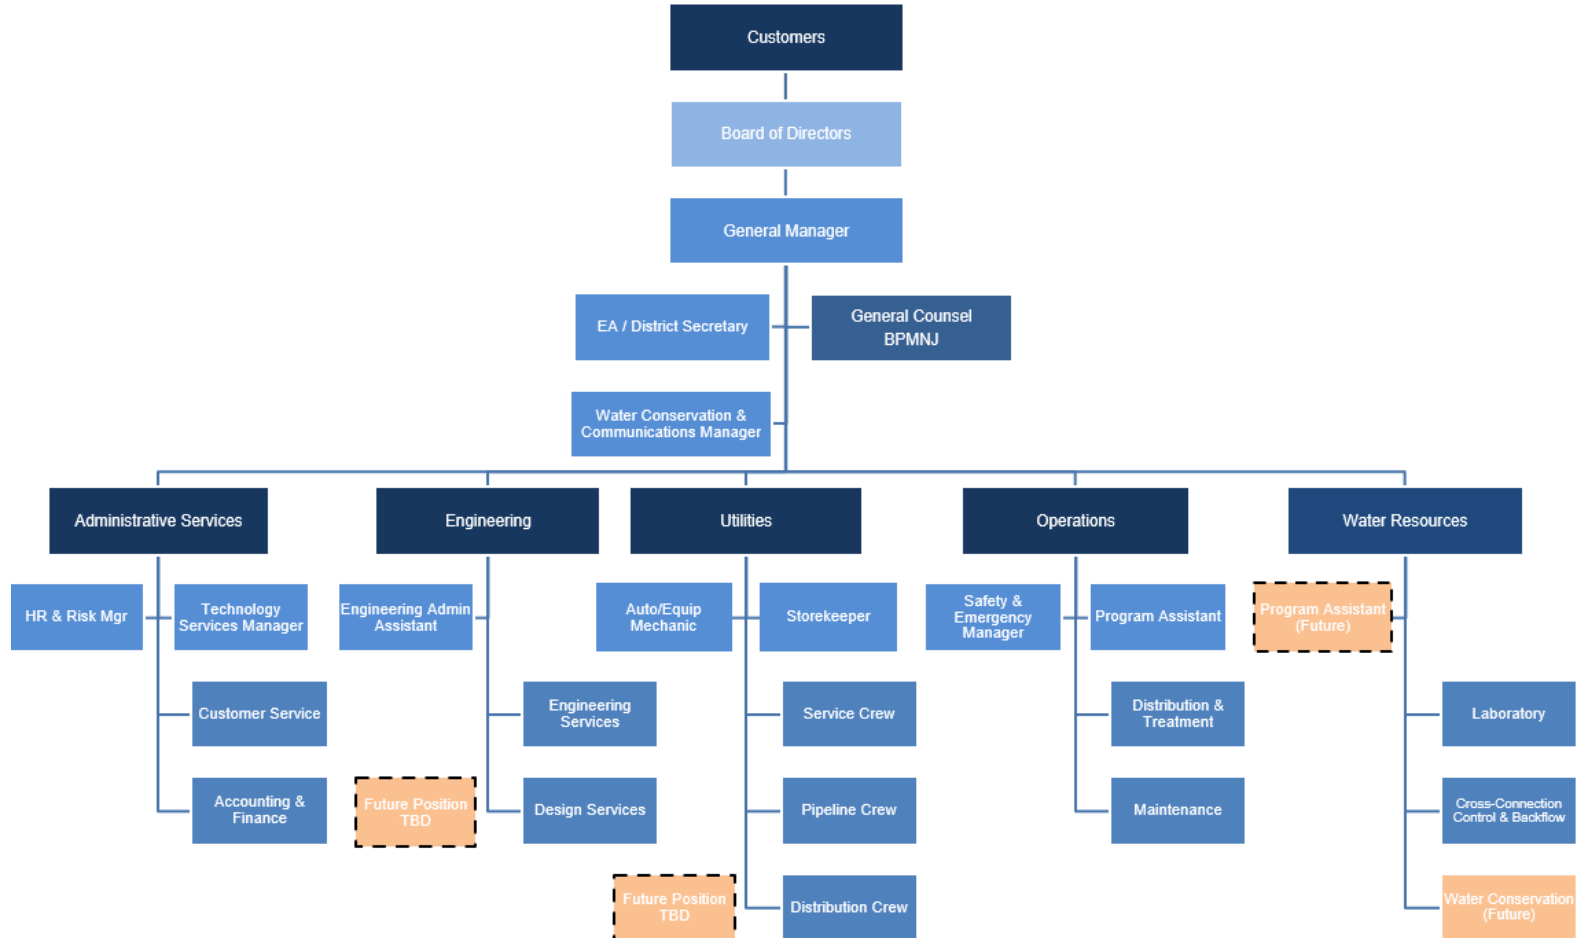 Customers
Board of Directors
General Manager
EA / District Secretary
General Counsel
BPMNJ
Water Conservation &
Communications Manager
Administrative Services
Engineering
Utilities
Operations
Water Resources
HR & Risk Mgr
Technology
Services Manager
Engineering Admin
Assistant
Auto/Equip
Mechanic
Storekeeper
Safety &
Emergency
Manager
Program Assistant
Program Assistant
(Future)
Customer Service
Engineering
Services
Service Crew
Distribution &
Treatment
Laboratory
Accounting &
Finance
Future Position
TBD
Design Services
Pipeline Crew
Maintenance
Cross-Connection
Control & Backflow
Future Position
TBD
Distribution Crew
Water Conservation
(Future)